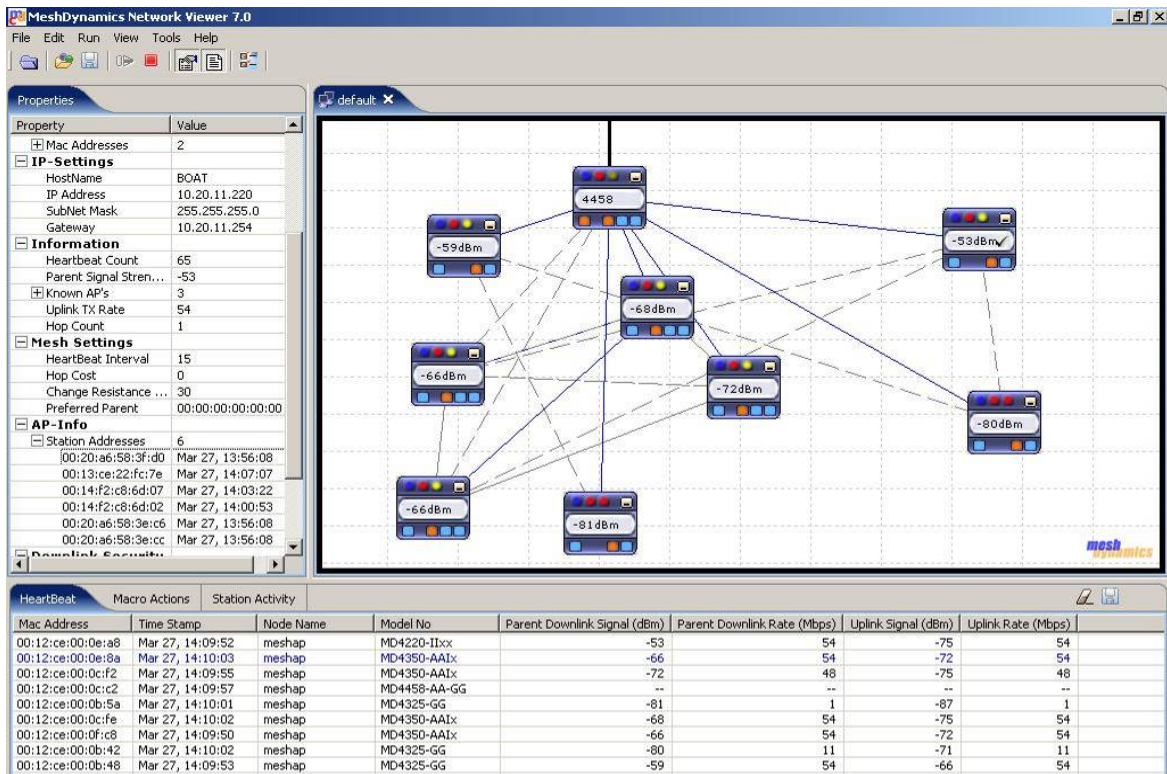 MeshDynamics Network Viewer 7.0
File Edit Run View Tools Help
Properties
default
Property Value
Mac Addresses 2
IP-Settings
HostName BOAT
IP Address 10.20.11.220
SubNet Mask 255.255.255.0
Gateway 10.20.11.254
Information
Heartbeat Count 65
Parent Signal Stren... -53
Known AP's 3
Uplink TX Rate 54
Hop Count 1
Mesh Settings
HeartBeat Interval 15
Hop Cost 0
Change Resistance ... 30
Preferred Parent 00:00:00:00:00:00
AP-Info
Station Addresses 6
00:20:a6:58:3f:d0 Mar 27, 13:56:08
00:13:ce:22:fc:7e Mar 27, 14:07:07
00:14:f2:c8:6d:07 Mar 27, 14:03:22
00:14:f2:c8:6d:02 Mar 27, 14:00:53
00:20:a6:58:3e:c6 Mar 27, 13:56:08
00:20:a6:58:3e:cc Mar 27, 13:56:08
Downlink Security
4458
-59dBm
-53dBm
-68dBm
-66dBm
-72dBm
-80dBm
-66dBm
-81dBm
mesh dynamics
HeartBeat Macro Actions Station Activity
Mac Address Time Stamp Node Name Model No Parent Downlink Signal (dBm) Parent Downlink Rate (Mbps) Uplink Signal (dBm) Uplink Rate (Mbps)
00:12:ce:00:0e:a8 Mar 27, 14:09:52 meshap MD4220-IIxx -53 54 -75 54
00:12:ce:00:0e:8a Mar 27, 14:10:03 meshap MD4350-AAIx -66 54 -72 54
00:12:ce:00:0c:f2 Mar 27, 14:09:55 meshap MD4350-AAIx -72 48 -75 48
00:12:ce:00:0c:c2 Mar 27, 14:09:57 meshap MD4458-AA-GG -- -- -- --
00:12:ce:00:0b:5a Mar 27, 14:10:01 meshap MD4325-GG -81 1 -87 1
00:12:ce:00:0c:fe Mar 27, 14:10:02 meshap MD4350-AAIx -68 54 -75 54
00:12:ce:00:0f:c8 Mar 27, 14:09:50 meshap MD4350-AAIx -66 54 -72 54
00:12:ce:00:0b:42 Mar 27, 14:10:02 meshap MD4325-GG -80 11 -71 11
00:12:ce:00:0b:48 Mar 27, 14:09:53 meshap MD4325-GG -59 54 -66 54